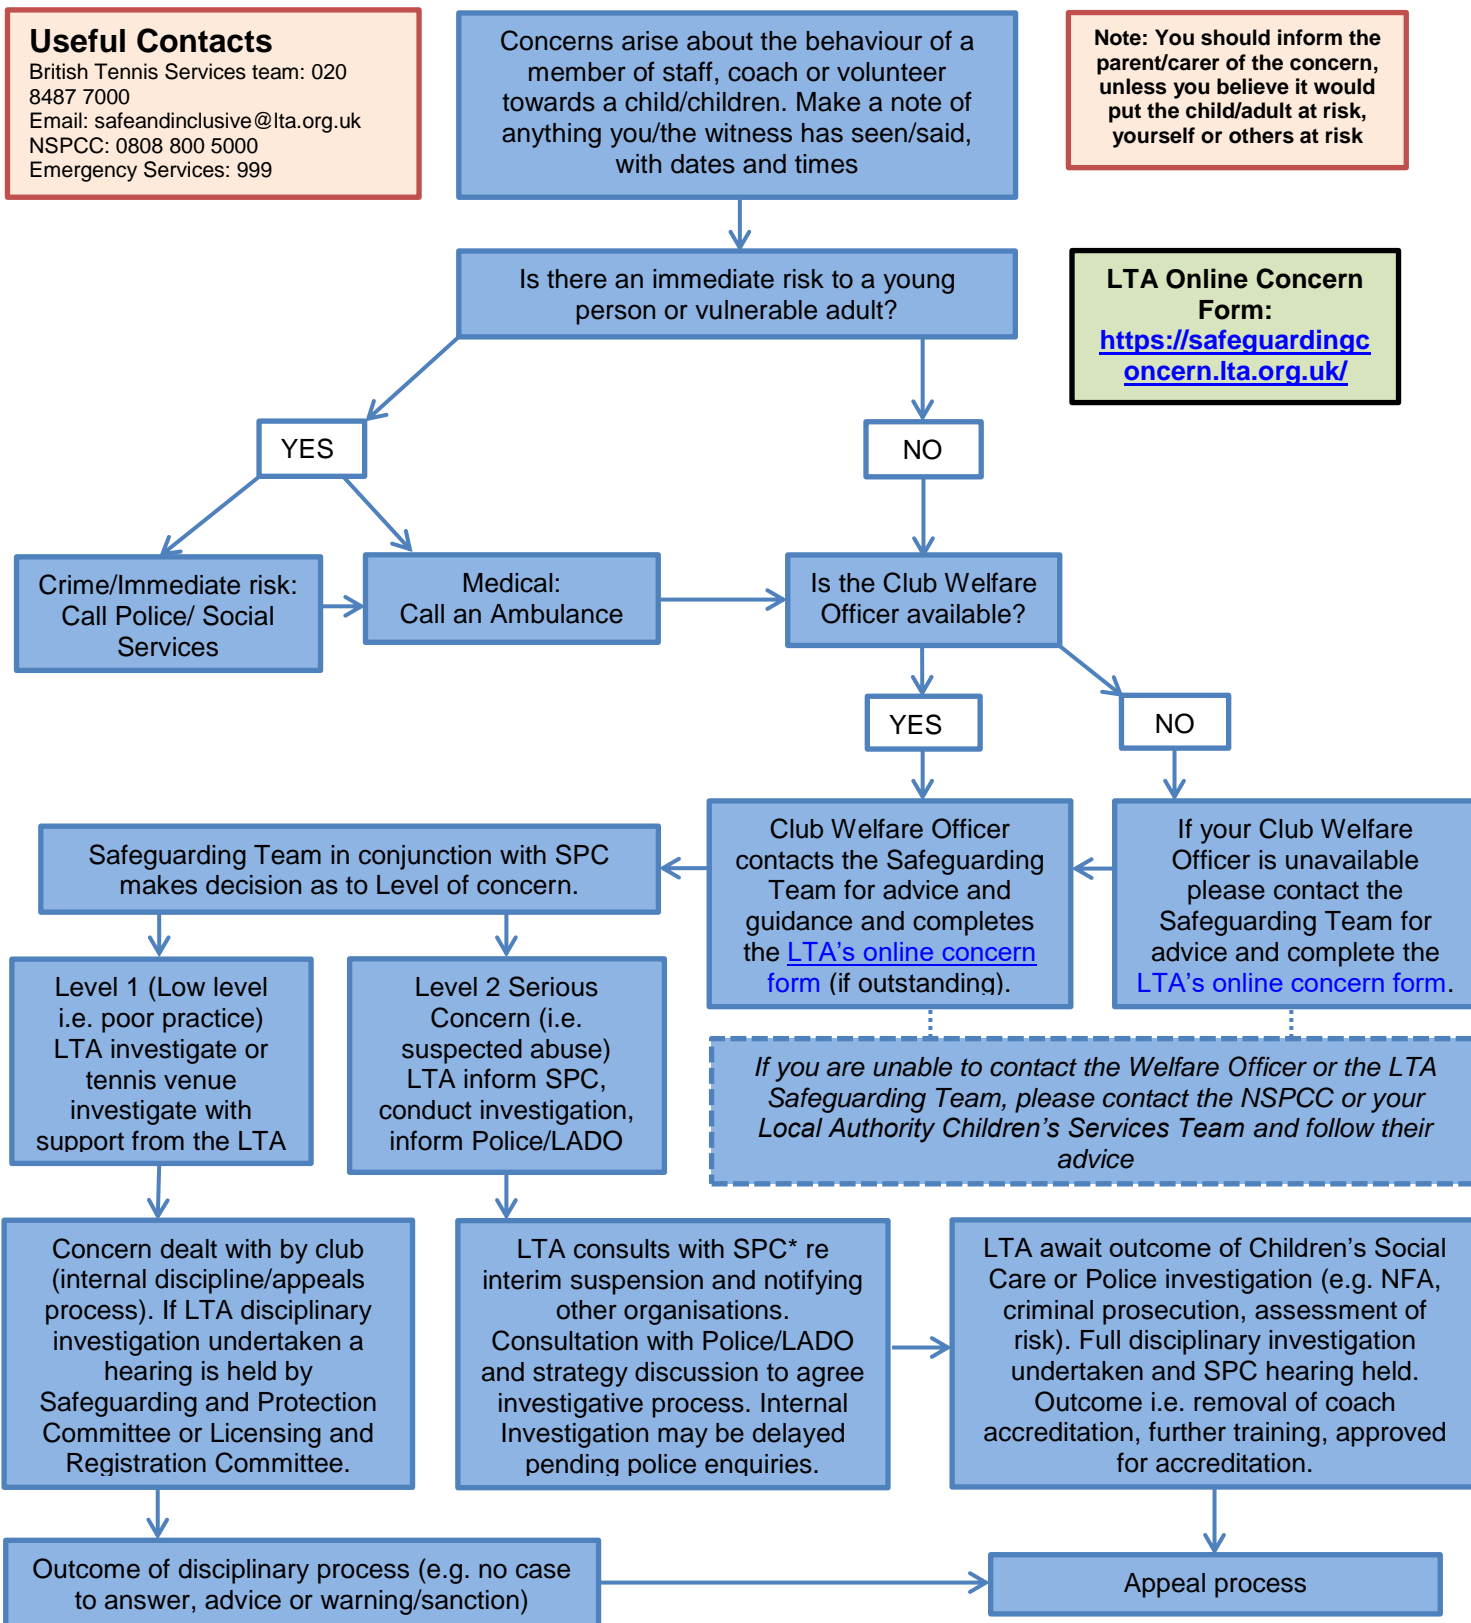 Useful Contacts
British Tennis Services team: 020
8487 7000
Email: safeandinclusive@lta.org.uk
NSPCC: 0808 800 5000
Emergency Services: 999
Concerns arise about the behaviour of a
member of staff, coach or volunteer
towards a child/children. Make a note of
anything you/the witness has seen/said,
with dates and times
Note: You should inform the
parent/carer of the concern,
unless you believe it would
put the child/adult at risk,
yourself or others at risk
Is there an immediate risk to a young
person or vulnerable adult?
LTA Online Concern
Form:
https://safeguardingc
oncern.lta.org.uk/
YES
NO
Crime/Immediate risk:
Call Police/ Social
Services
Medical:
Call an Ambulance
Is the Club Welfare
Officer available?
YES
NO
Safeguarding Team in conjunction with SPC
makes decision as to Level of concern.
Club Welfare Officer
contacts the Safeguarding
Team for advice and
guidance and completes
the LTA's online concern
form (if outstanding).
If your Club Welfare
Officer is unavailable
please contact the
Safeguarding Team for
advice and complete the
LTA's online concern form.
Level 1 (Low level
i.e. poor practice)
LTA investigate or
tennis venue
investigate with
support from the LTA
Level 2 Serious
Concern (i.e.
suspected abuse)
LTA inform SPC,
conduct investigation,
inform Police/LADO
If you are unable to contact the Welfare Officer or the LTA
Safeguarding Team, please contact the NSPCC or your
Local Authority Children's Services Team and follow their
advice
Concern dealt with by club
(internal discipline/appeals
process). If LTA disciplinary
investigation undertaken a
hearing is held by
Safeguarding and Protection
Committee or Licensing and
Registration Committee.
LTA consults with SPC* re
interim suspension and notifying
other organisations.
Consultation with Police/LADO
and strategy discussion to agree
investigative process. Internal
Investigation may be delayed
pending police enquiries.
LTA await outcome of Children's Social
Care or Police investigation (e.g. NFA,
criminal prosecution, assessment of
risk). Full disciplinary investigation
undertaken and SPC hearing held.
Outcome i.e. removal of coach
accreditation, further training, approved
for accreditation.
Outcome of disciplinary process (e.g. no case
to answer, advice or warning/sanction)
Appeal process